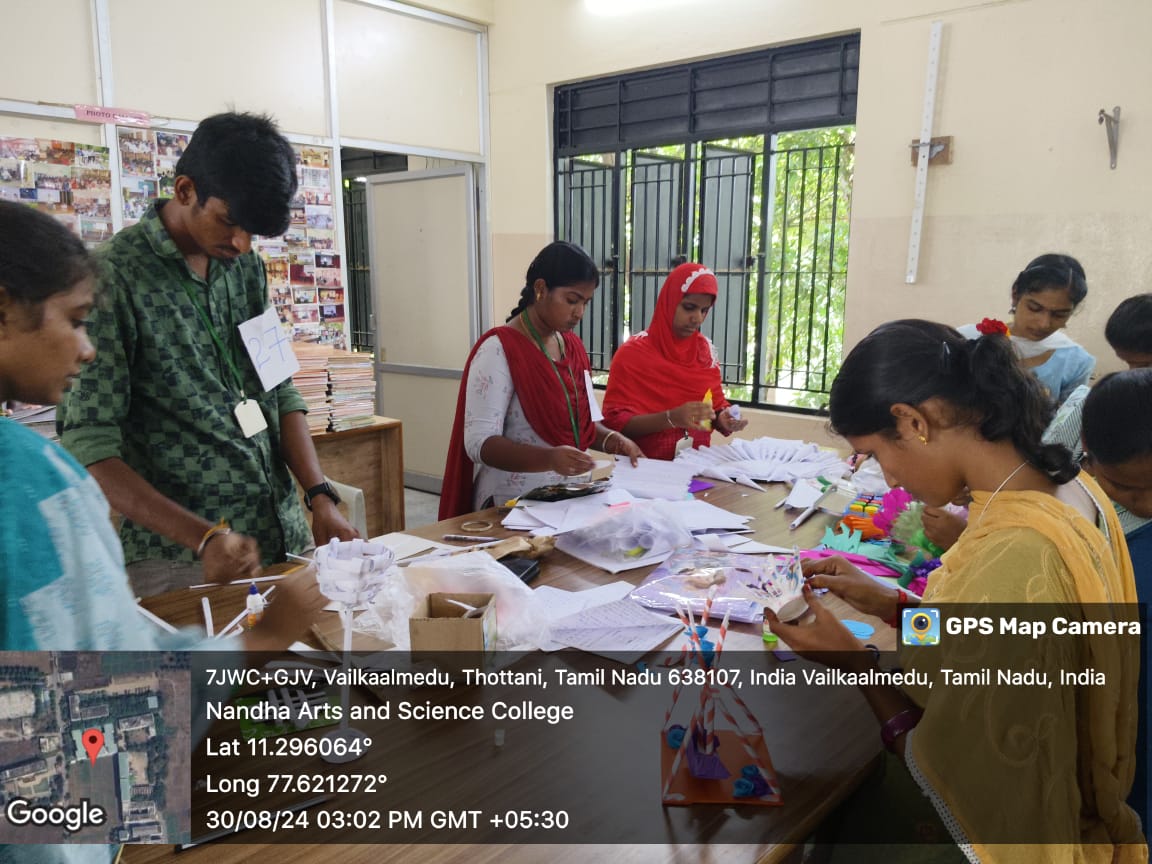 PHOTO
27
GPS Map Camera
7JWC+GJV, Vailkaalmedu, Thottani, Tamil Nadu 638107, India Vailkaalmedu, Tamil Nadu, India
Nandha Arts and Science College
Lat 11.296064°
Long 77.621272°
30/08/24 03:02 PM GMT +05:30
Google